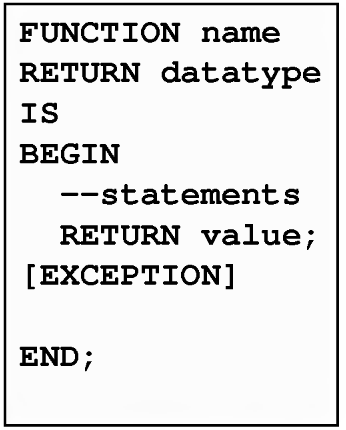 FUNCTION name
RETURN datatype
IS
BEGIN
--statements
RETURN value;
[EXCEPTION]
END;